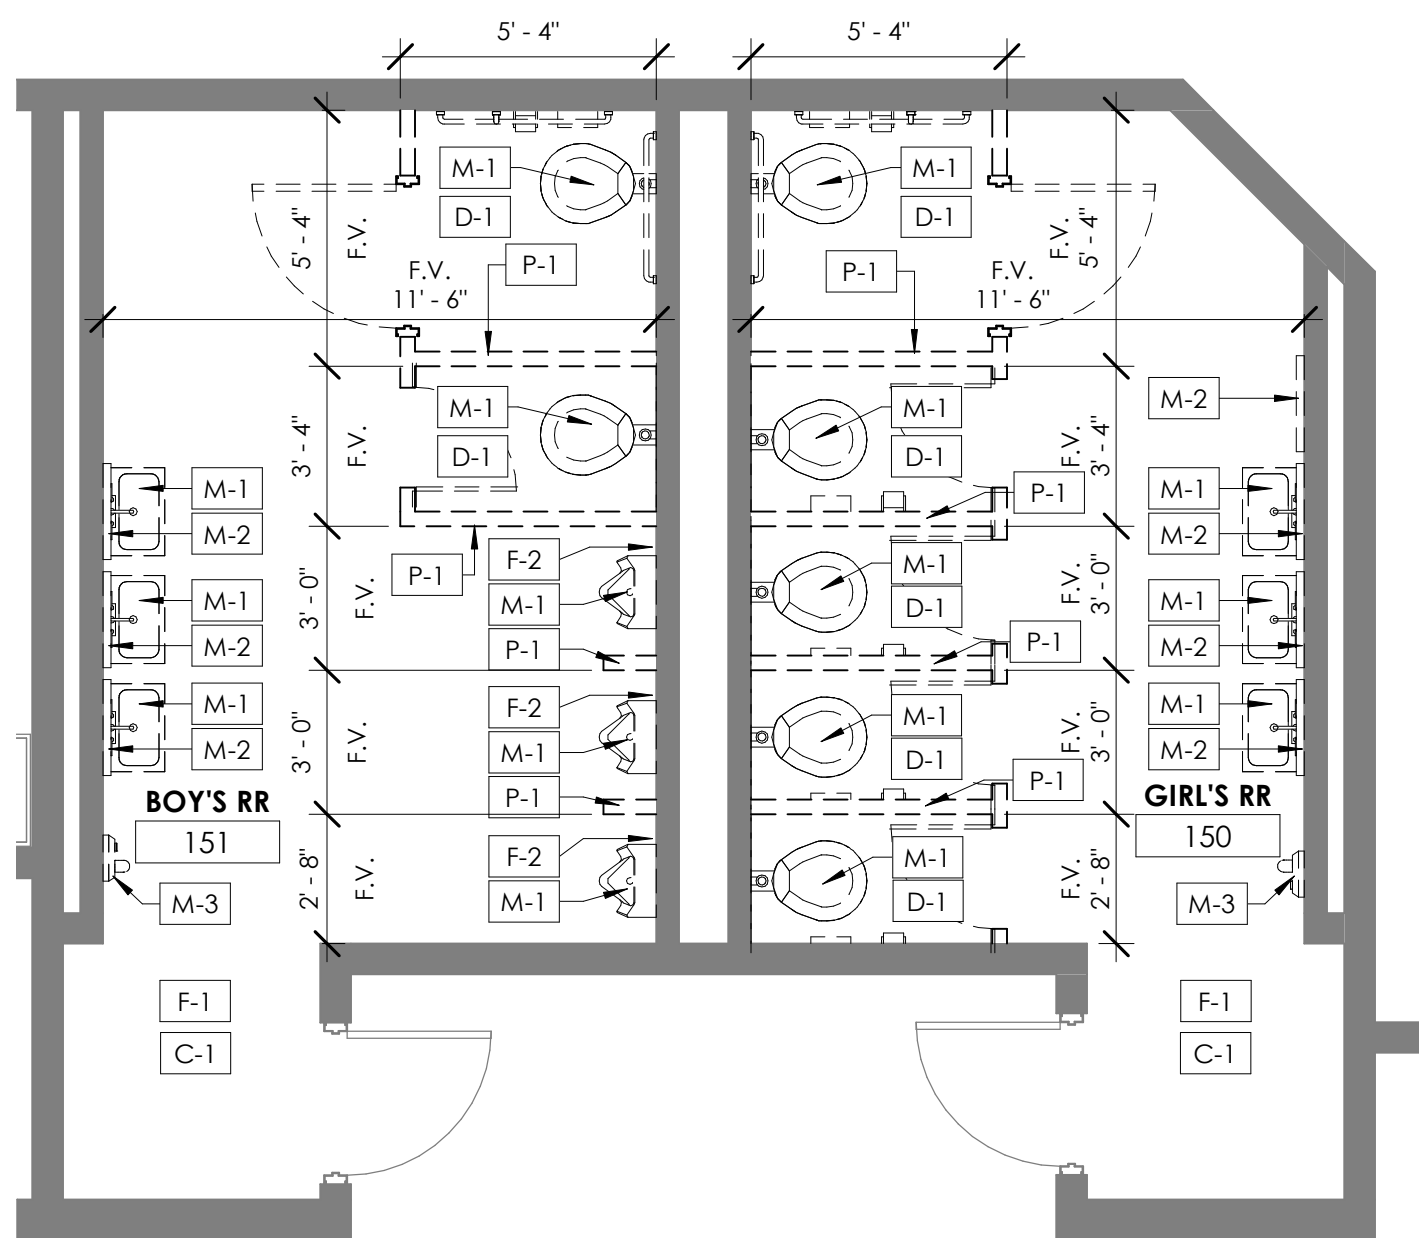 5' - 4"
5' - 4"
M-1
D-1
P-1
M-1
D-1
P-1
5' - 4"
F.V.
F.V.
11' - 6"
F.V.
11' - 6"
F.V.
5' - 4"
M-1
D-1
M-1
D-1
M-2
3' - 4"
F.V.
F.V.
3' - 4"
M-1
M-2
P-1
M-1
M-2
P-1
F-2
M-1
P-1
M-1
D-1
P-1
3' - 0"
F.V.
F.V.
3' - 0"
M-1
M-2
M-1
M-2
F-2
M-1
P-1
M-1
D-1
P-1
3' - 0"
F.V.
F.V.
3' - 0"
M-1
M-2
M-1
M-2
BOY'S RR
151
GIRL'S RR
150
F-2
M-1
M-1
D-1
2' - 8"
F.V.
F.V.
2' - 8"
M-3
M-3
F-1
C-1
F-1
C-1